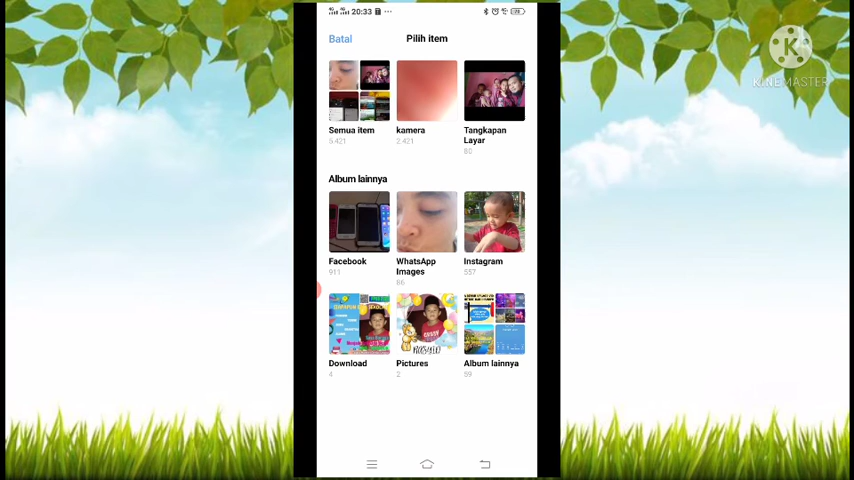 20:33
Batal
Pilih item
Semua item
5.421
kamera
2.421
Tangkapan
Layar
80
Album lainnya
Facebook
911
WhatsApp
Images
86
Instagram
557
Download
4
Pictures
2
Album lainnya
59
K
KINEMASTER